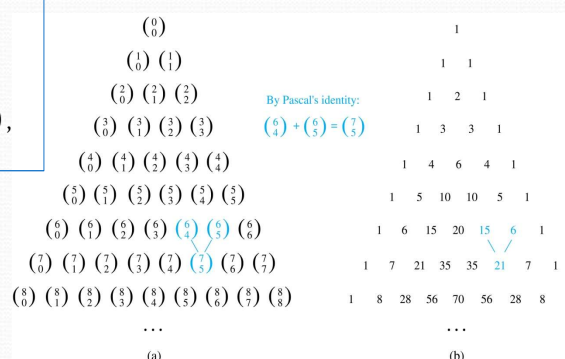 ),
(0 0)
(1 0) (1 1)
(2 0) (2 1) (2 2)
(3 0) (3 1) (3 2) (3 3)
(4 0) (4 1) (4 2) (4 3) (4 4)
(5 0) (5 1) (5 2) (5 3) (5 4) (5 5)
(6 0) (6 1) (6 2) (6 3) (6 4) (6 5) (6 6)
(7 0) (7 1) (7 2) (7 3) (7 4) (7 5) (7 6) (7 7)
(8 0) (8 1) (8 2) (8 3) (8 4) (8 5) (8 6) (8 7) (8 8)
...
(a)
By Pascal's identity:
(6 4) + (6 5) = (7 5)
1
1 1
1 2 1
1 3 3 1
1 4 6 4 1
1 5 10 10 5 1
1 6 15 20 15 6 1
1 7 21 35 35 21 7 1
1 8 28 56 70 56 28 8
...
(b)